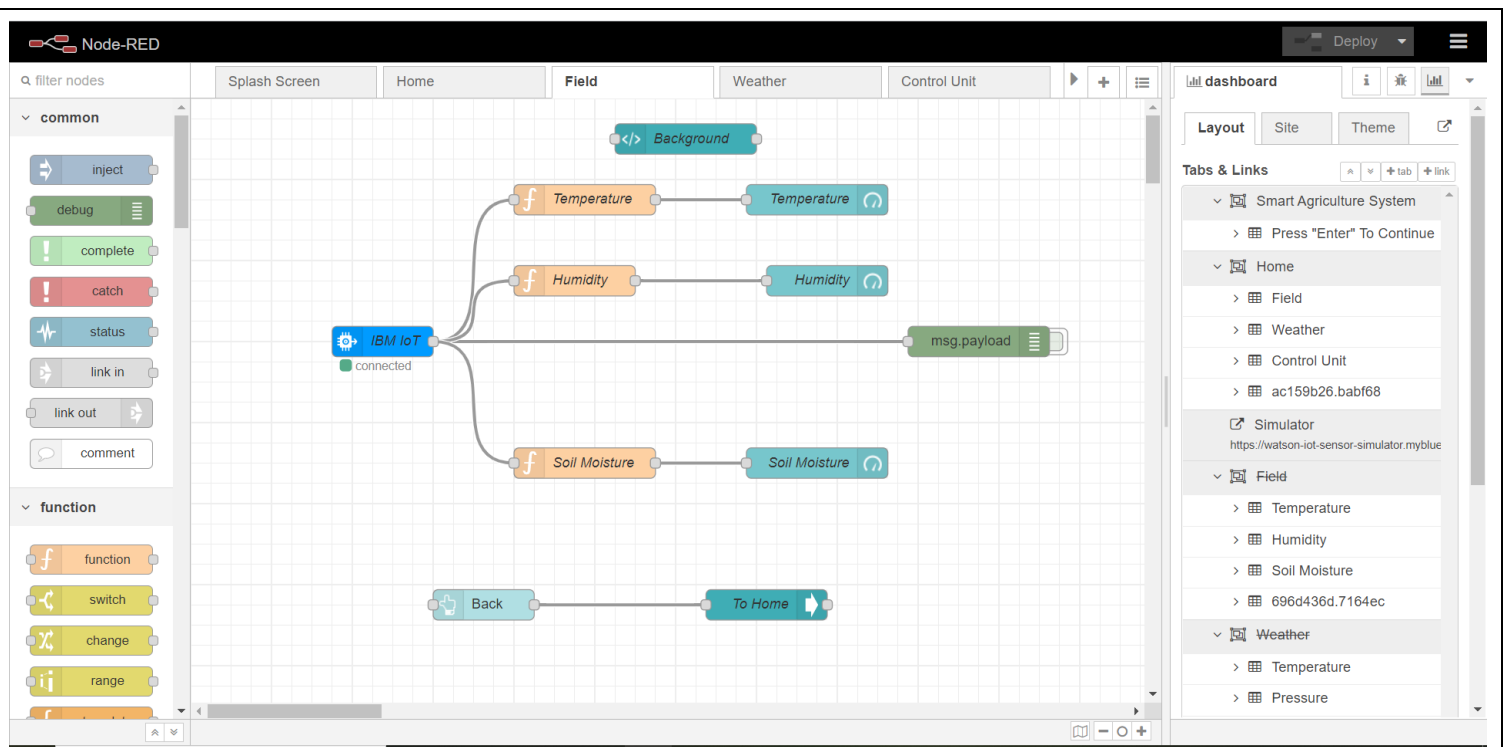 Node-RED
Deploy
filter nodes
Splash Screen
Home
Field
Weather
Control Unit
dashboard
i
common
inject
debug
complete
catch
status
link in
link out
comment
function
function
switch
change
range
</> Background
Temperature
Temperature
Humidity
Humidity
IBM IoT
connected
msg.payload
Soil Moisture
Soil Moisture
Back
To Home
Layout
Site
Theme
Tabs & Links
+ tab
+ link
Smart Agriculture System
Press "Enter" To Continue
Home
Field
Weather
Control Unit
ac159b26.babf68
Simulator
https://watson-iot-sensor-simulator.myblue
Field
Temperature
Humidity
Soil Moisture
696d436d.7164ec
Weather
Temperature
Pressure